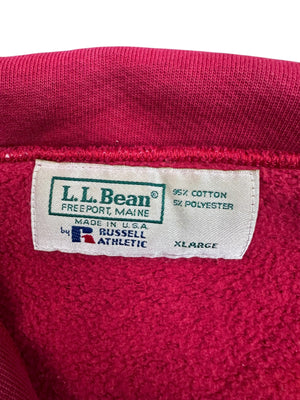 L.L.Bean®
FREEPORT, MAINE
MADE IN U.S.A.
by R RUSSELL
ATHLETIC
95% COTTON
5% POLYESTER
XLARGE